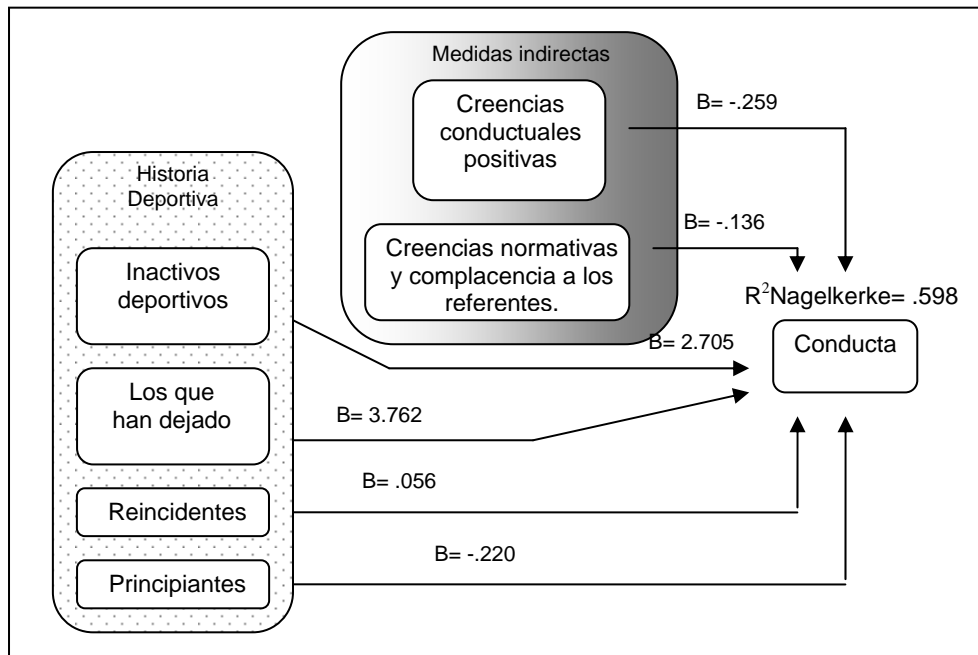 Medidas indirectas
Creencias
conductuales
positivas
B= -.259
Historia
Deportiva
Creencias normativas
y complacencia a los
referentes.
B= -.136
Inactivos
deportivos
R²Nagelkerke= .598
B= 2.705
Conducta
Los que
han dejado
B= 3.762
B= .056
Reincidentes
B= -.220
Principiantes